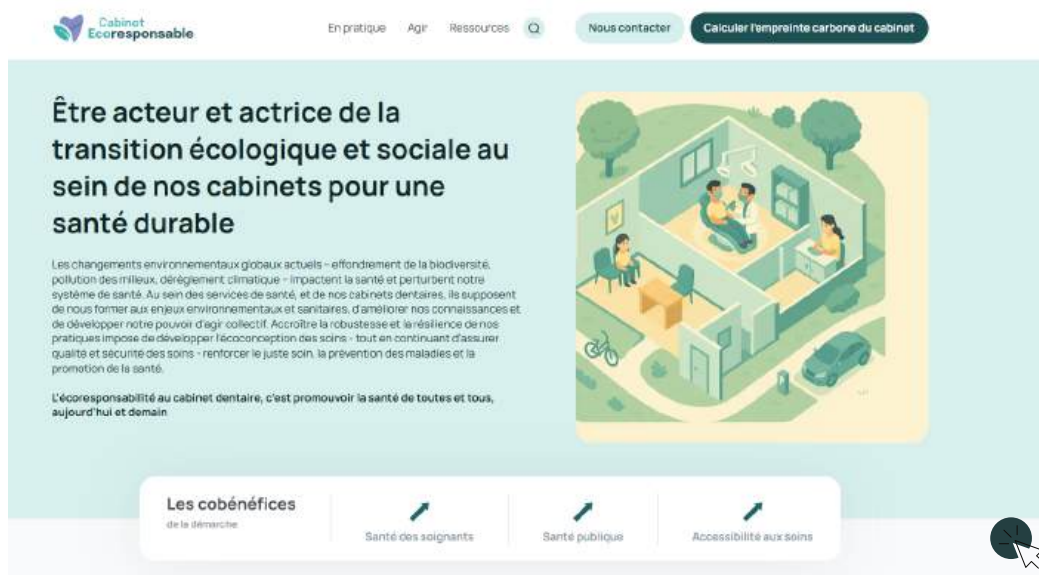 Cabinet
Ecoresponsable
En pratique Agir Ressources
Nous contacter
Calculer l'empreinte carbone du cabinet
Être acteur et actrice de la
transition écologique et sociale au
sein de nos cabinets pour une
santé durable
Les changements environnementaux globaux actuels – effondrement de la biodiversité,
pollution des milieux, dérèglement climatique – impactent la santé et perturbent notre
système de santé. Au sein des services de santé, et de nos cabinets dentaires, ils supposent
de nous former aux enjeux environnementaux et sanitaires, d'améliorer nos connaissances et
de développer notre pouvoir d'agir collectif. Accroître la robustesse et la résilience de nos
pratiques impose de développer l'écoconception des soins - tout en continuant d'assurer
qualité et sécurité des soins - renforcer le juste soin, la prévention des maladies et la
promotion de la santé.
L'écoresponsabilité au cabinet dentaire, c'est promouvoir la santé de toutes et tous,
aujourd'hui et demain
Les cobénéfices
de la démarche
Santé des soignants
Santé publique
Accessibilité aux soins